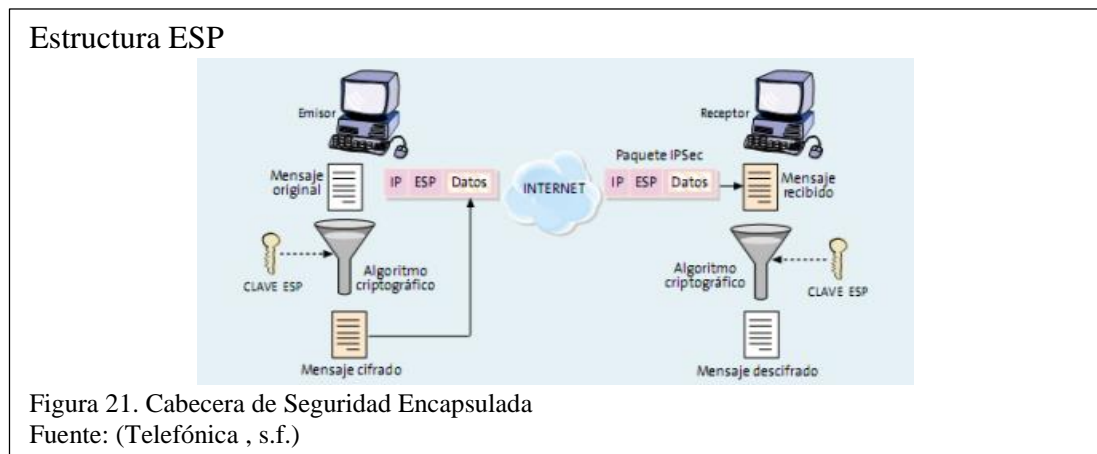 Estructura ESP
Emisor
Receptor
Mensaje
original
IP ESP Datos
INTERNET
Paquete IPSec
IP ESP Datos
Mensaje
recibido
CLAVE ESP
Algoritmo
criptográfico
Algoritmo
criptográfico
CLAVE ESP
Mensaje cifrado
Mensaje descifrado
Figura 21. Cabecera de Seguridad Encapsulada
Fuente: (Telefónica , s.f.)